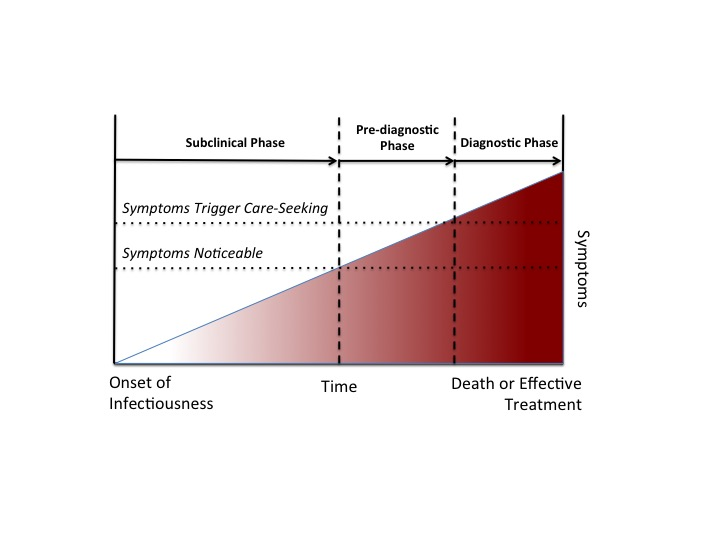 Subclinical Phase
Pre-diagnostic
Phase
Diagnostic Phase
Symptoms Trigger Care-Seeking
Symptoms Noticeable
Symptoms
Onset of
Infectiousness
Time
Death or Effective
Treatment